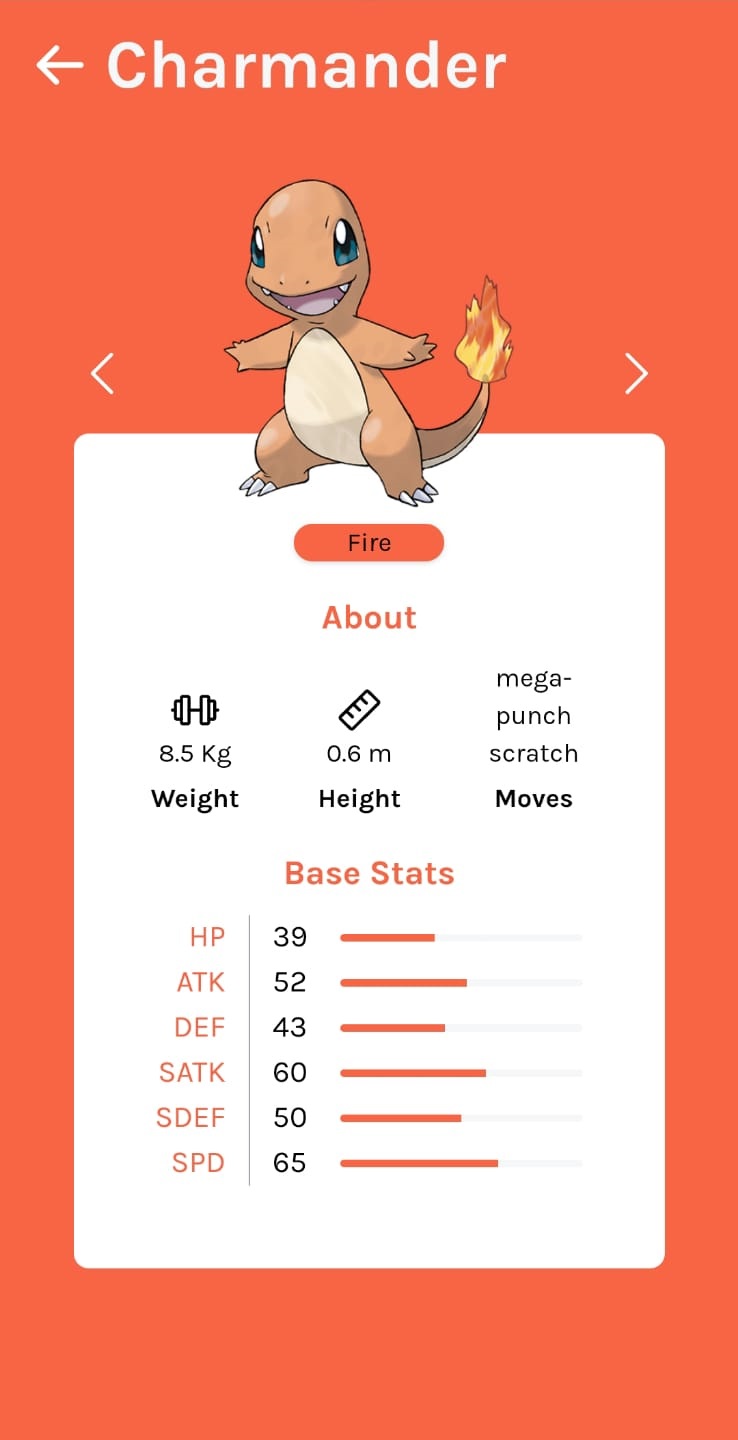 Charmander
Fire
About
mega-
punch
8.5 Kg
0.6 m
scratch
Weight
Height
Moves
Base Stats
HP 39
ATK 52
DEF 43
SATK 60
SDEF 50
SPD 65